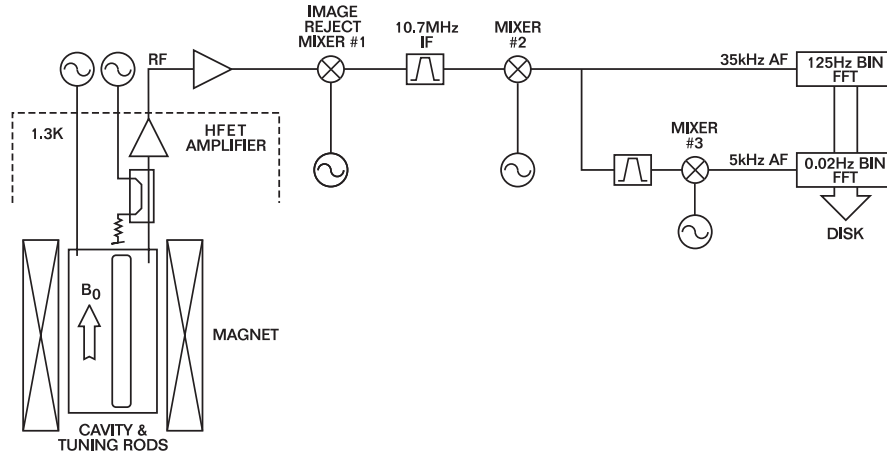 IMAGE
REJECT
MIXER #1
10.7MHz
IF
MIXER
#2
RF
35kHz AF
125Hz BIN
FFT
1.3K
HFET
AMPLIFIER
MIXER
#3
5kHz AF
0.02Hz BIN
FFT
DISK
B0
MAGNET
CAVITY &
TUNING RODS